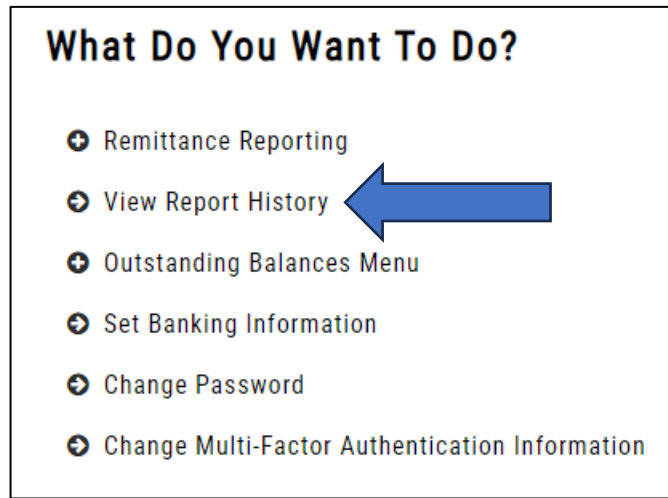 What Do You Want To Do?
Remittance Reporting
View Report History
Outstanding Balances Menu
Set Banking Information
Change Password
Change Multi-Factor Authentication Information